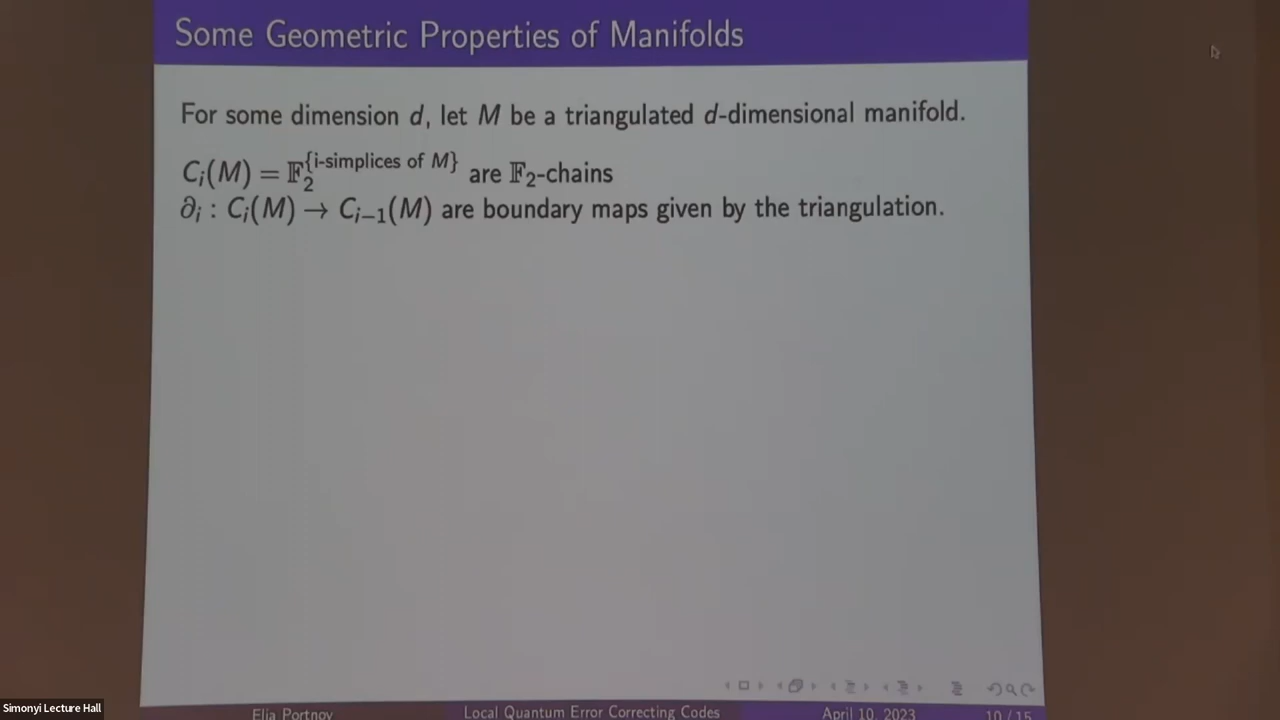 Some Geometric Properties of Manifolds
For some dimension d, let M be a triangulated d-dimensional manifold.
C_i(M) = 𝔽_2^{i-simplices of M} are 𝔽_2-chains
∂_i : C_i(M) → C_{i−1}(M) are boundary maps given by the triangulation.
Simonyi Lecture Hall
Elia Portnoy
Local Quantum Error Correcting Codes
April 10, 2023
10 / 15